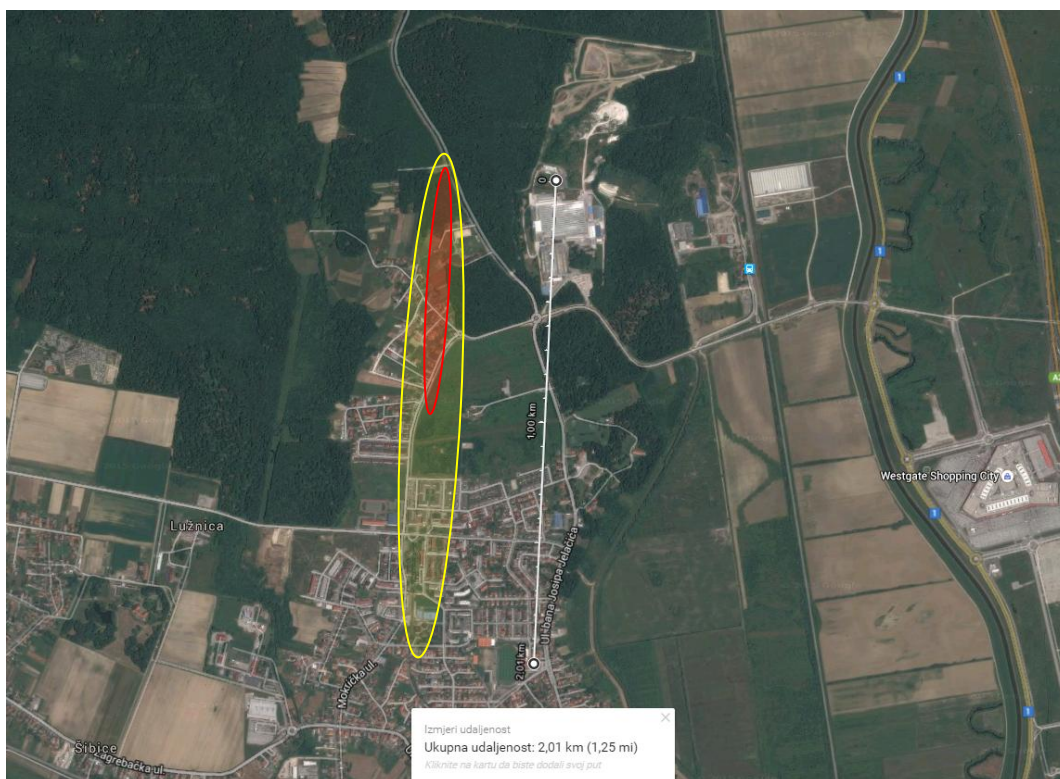 0
1
1
1,00 km
A2
Westgate Shopping City
1
Lužnica
Ul. bana Josipa Jelačića
2,01 km
Moklička ul.
1
Šibice
Zagrebačka ul.
Izmjeri udaljenost
Ukupna udaljenost: 2,01 km (1,25 mi)
Kliknite na kartu da biste dodali svoj put